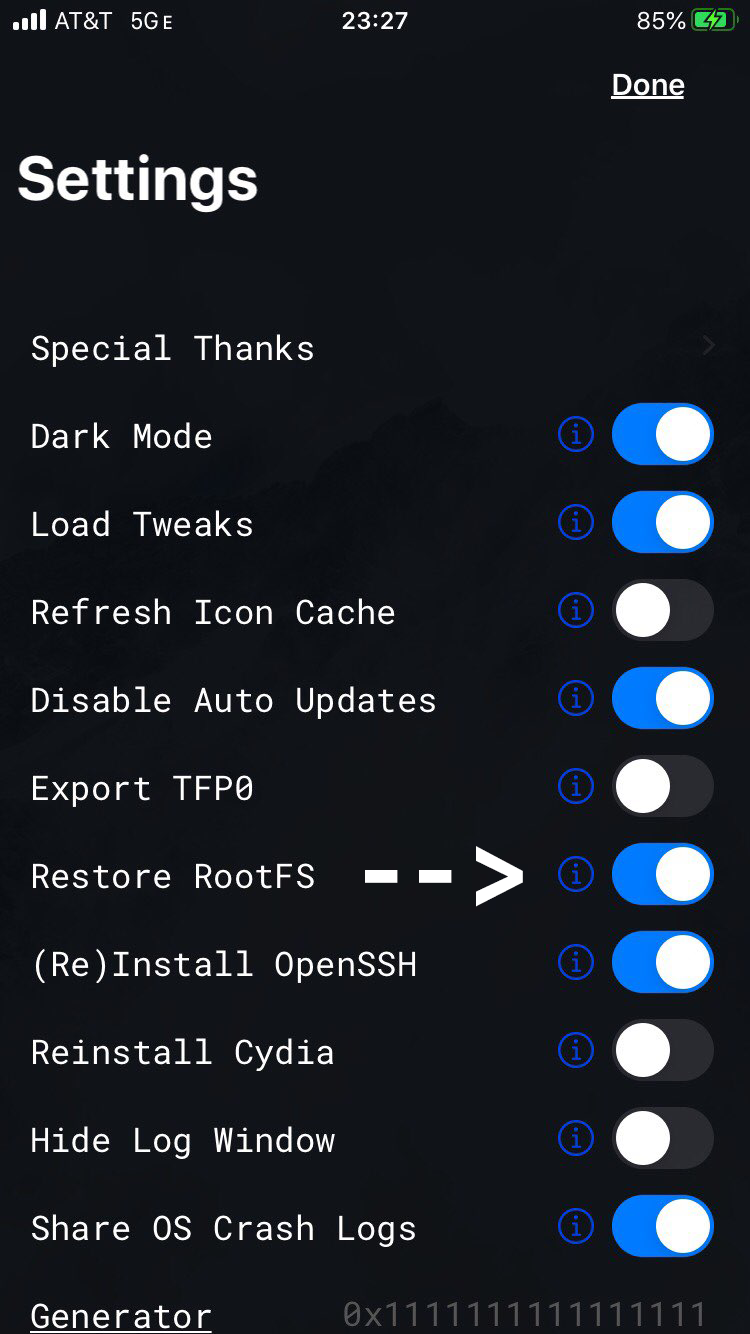 AT&T 5GE 23:27 85%
Done
Settings
Special Thanks
Dark Mode
Load Tweaks
Refresh Icon Cache
Disable Auto Updates
Export TFP0
Restore RootFS -->
(Re)Install OpenSSH
Reinstall Cydia
Hide Log Window
Share OS Crash Logs
Generator 0x1111111111111111